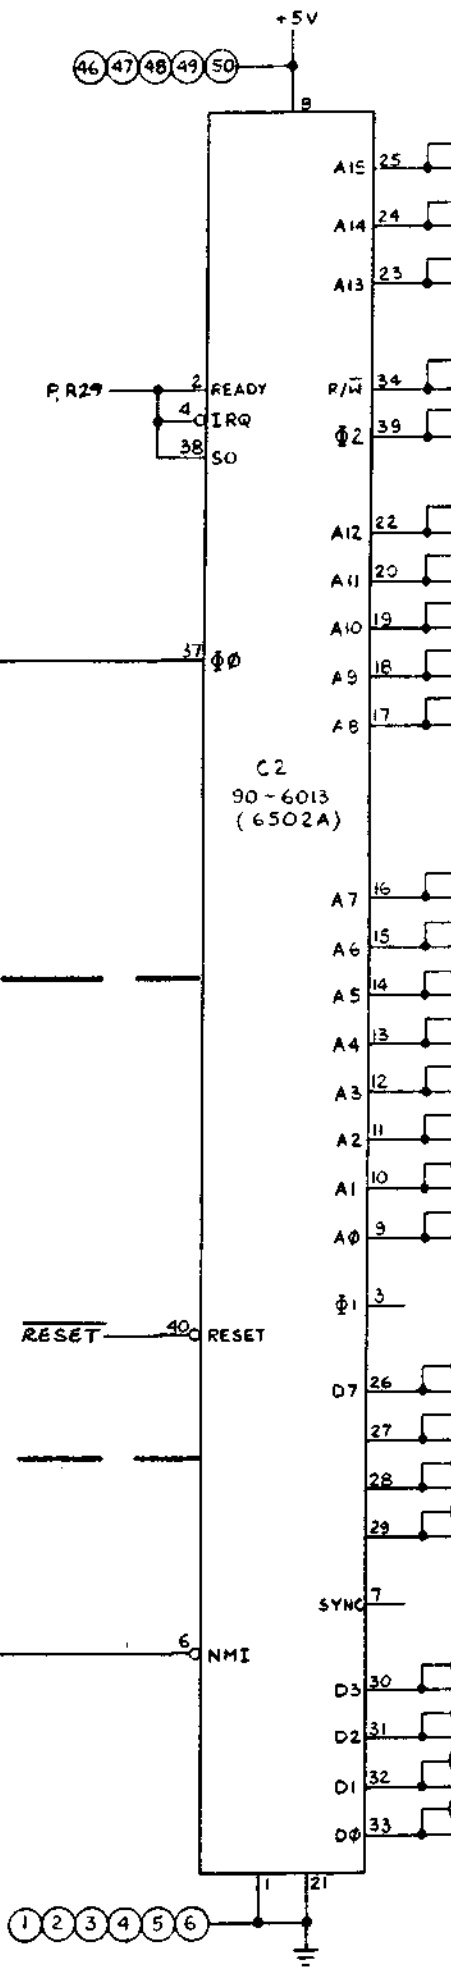 +5V
46 47 48 49 50
8
A15 25
A14 24
A13 23
P, R29 2 READY R/W̅ 34
4 IRQ
Φ2 39
38 SO
A12 22
A11 20
A10 19
37 Φ0
A9 18
A8 17
C2
90-6013
(6502A)
A7 16
A6 15
A5 14
A4 13
A3 12
A2 11
A1 10
AØ 9
Φ1 3
R̅E̅S̅E̅T̅ 40 RESET
D7 26
27
28
29
SYNC 7
6 NMI
D3 30
D2 31
D1 32
DØ 33
1 21
1 2 3 4 5 6